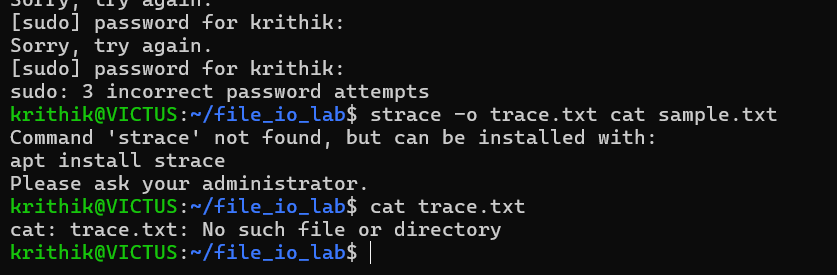 Sorry, try again.
[sudo] password for krithik:
Sorry, try again.
[sudo] password for krithik:
sudo: 3 incorrect password attempts
krithik@VICTUS:~/file_io_lab$ strace -o trace.txt cat sample.txt
Command 'strace' not found, but can be installed with:
apt install strace
Please ask your administrator.
krithik@VICTUS:~/file_io_lab$ cat trace.txt
cat: trace.txt: No such file or directory
krithik@VICTUS:~/file_io_lab$